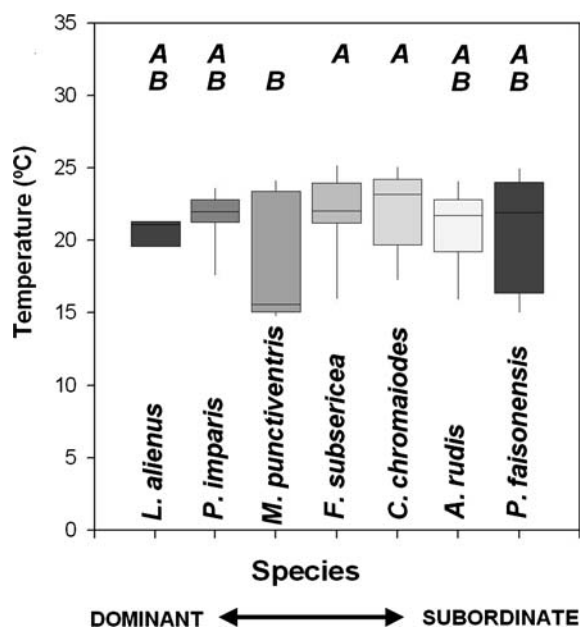 35
30
25
20
15
10
5
0
Temperature (ºC)
A A A A A A
B B B B B
L. alienus
P. imparis
M. punctiventris
F. subsericea
C. chromaiodes
A. rudis
P. faisonensis
Species
DOMINANT SUBORDINATE